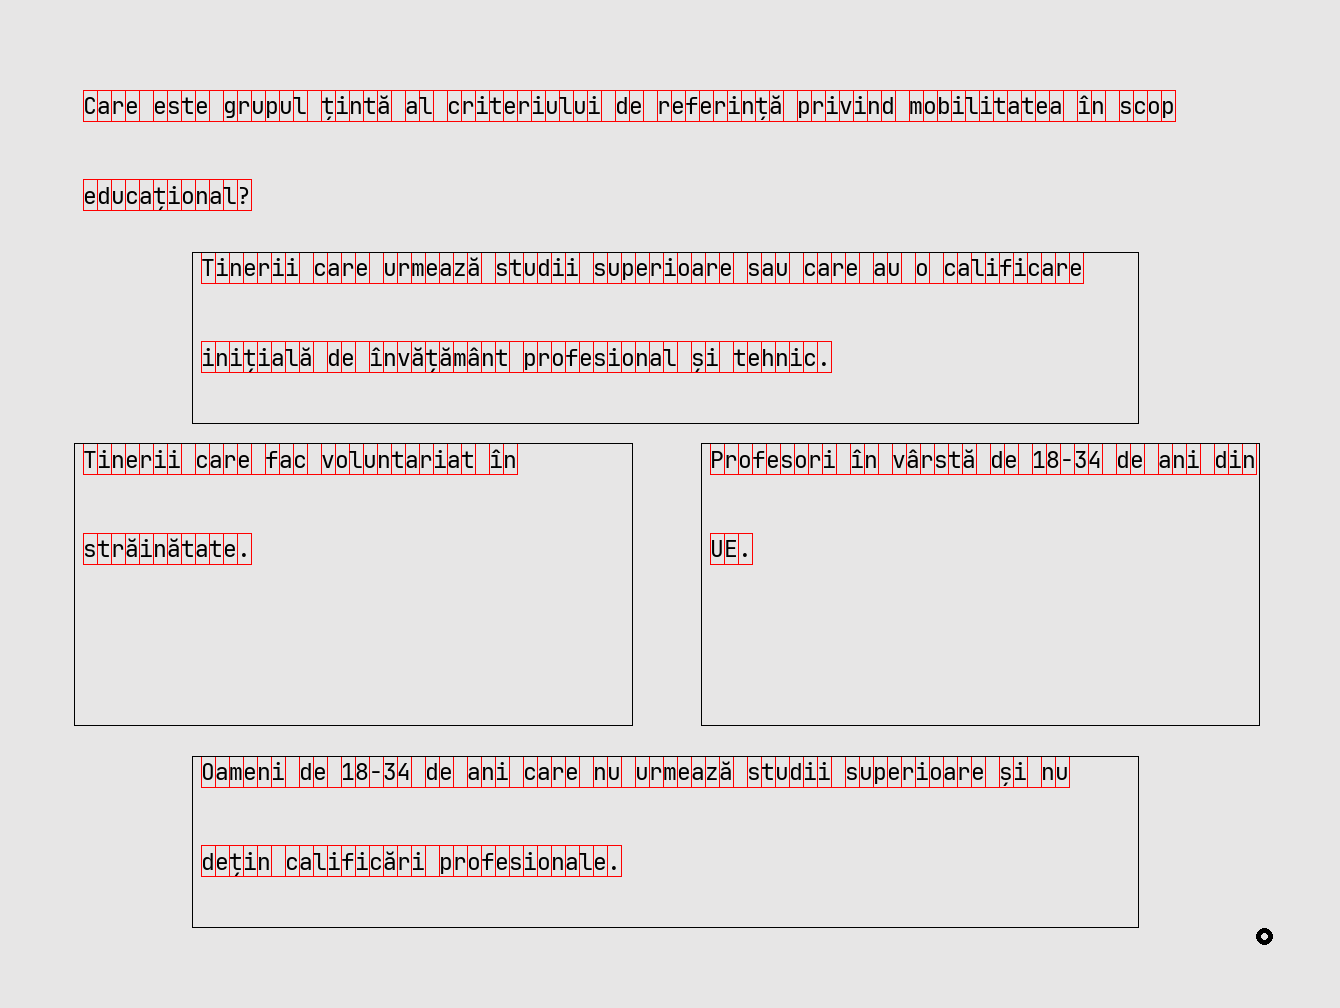 Care este grupul țintă al criteriului de referință privind mobilitatea în scop
educațional?
Tinerii care urmează studii superioare sau care au o calificare
inițială de învățământ profesional și tehnic.
Tinerii care fac voluntariat în
străinătate.
Profesori în vârstă de 18-34 de ani din
UE.
Oameni de 18-34 de ani care nu urmează studii superioare și nu
dețin calificări profesionale.